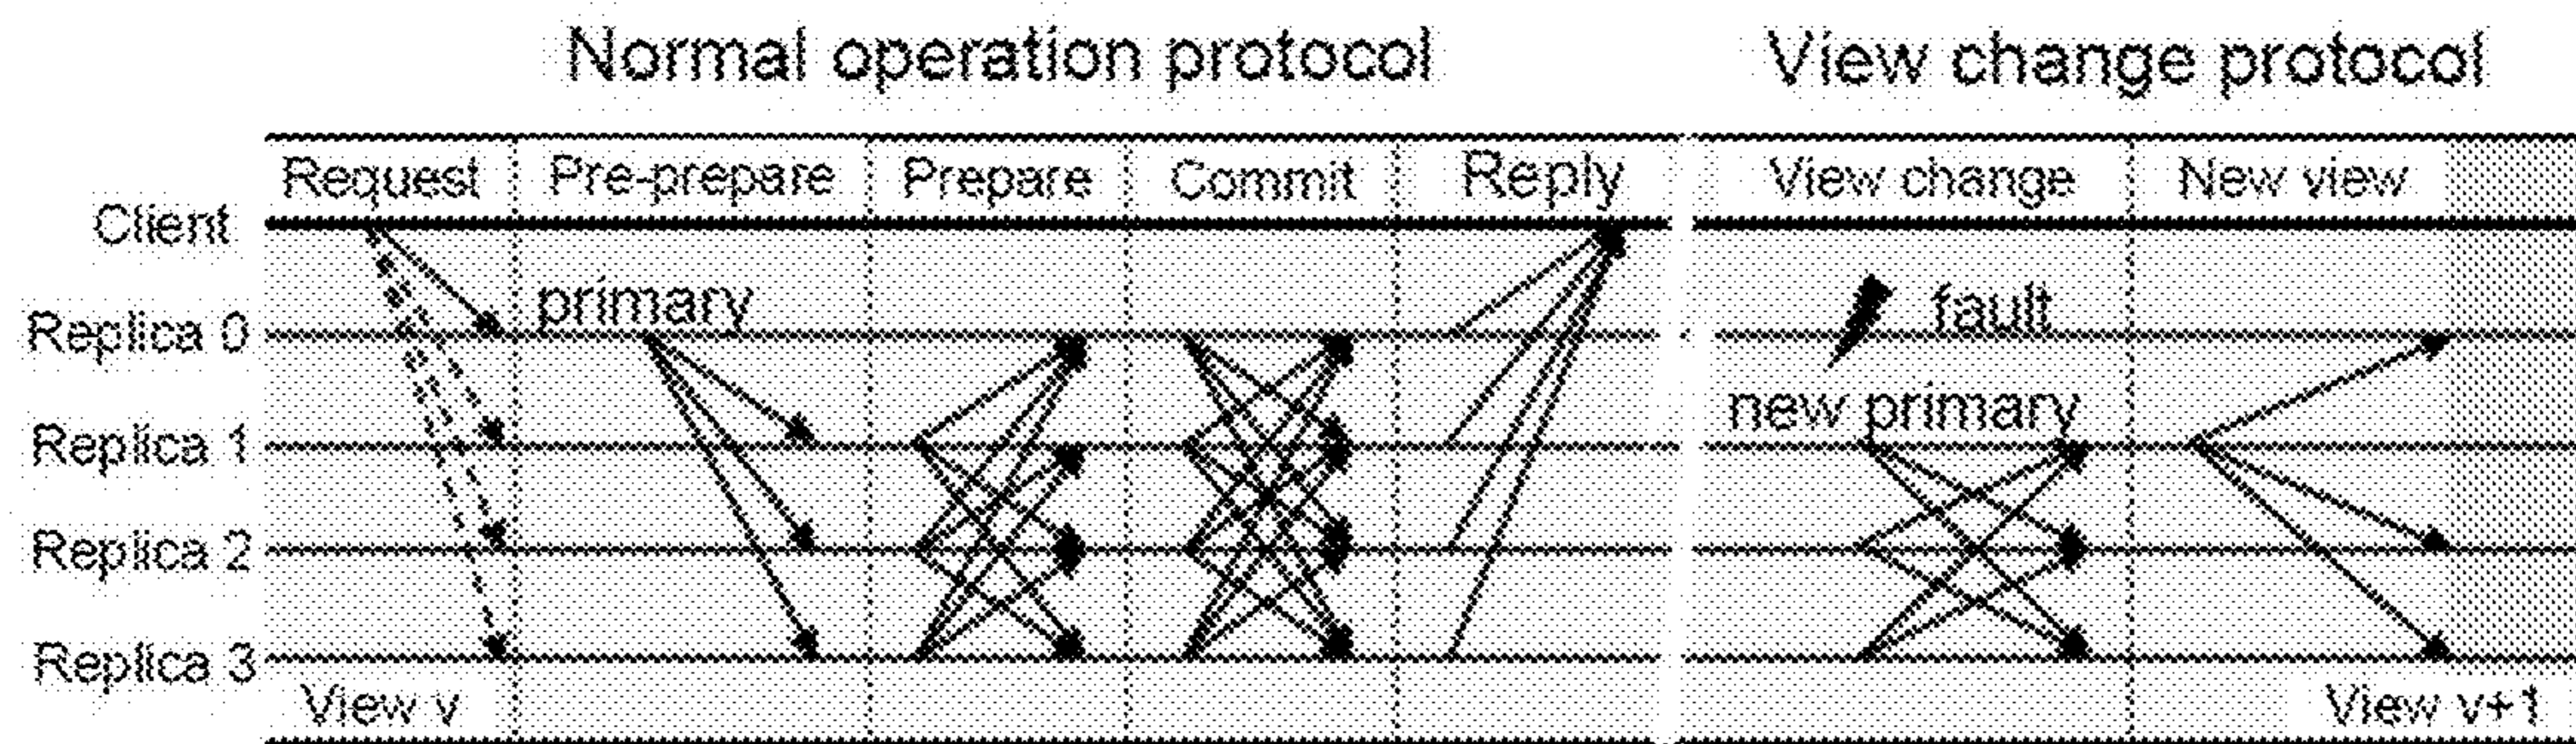 Normal operation protocol View change protocol
Request Pre-prepare Prepare Commit Reply View change New view
Client
primary fault
Replica 0
new primary
Replica 1
Replica 2
Replica 3
View v View v+1